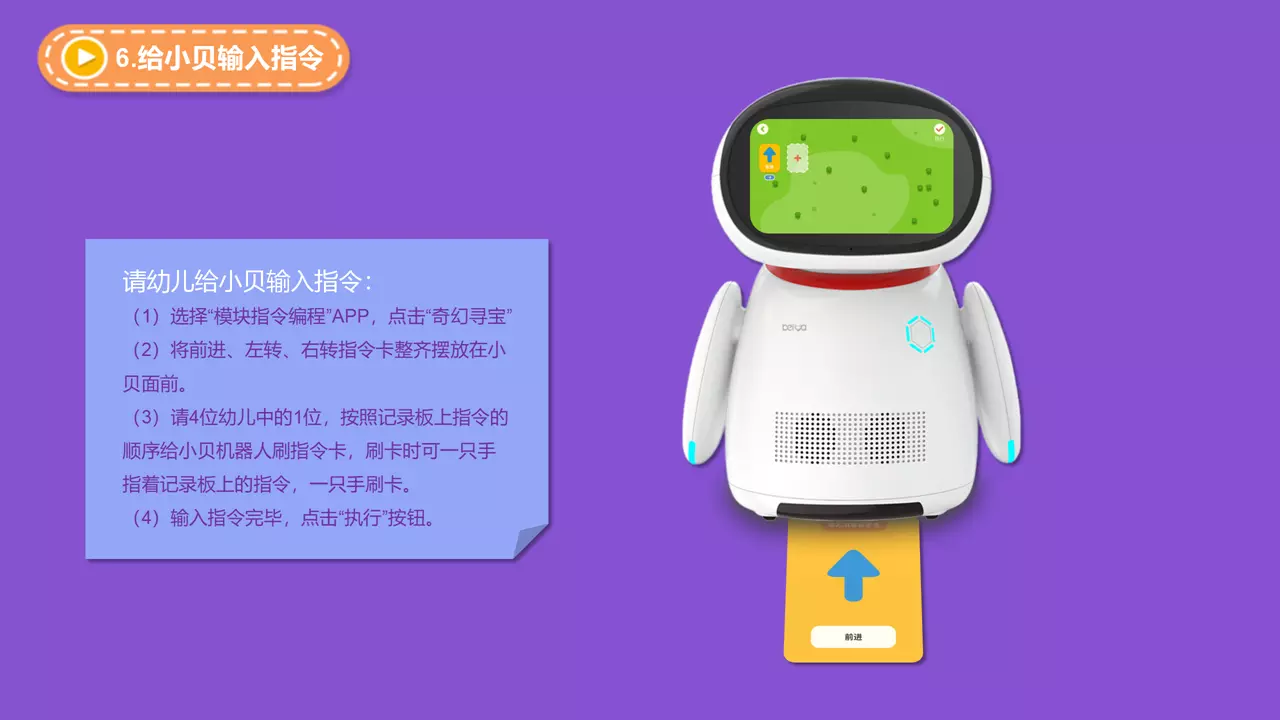 6.给小贝输入指令
请幼儿给小贝输入指令：
（1）选择“模块指令编程”APP，点击“奇幻寻宝”
（2）将前进、左转、右转指令卡整齐摆放在小
贝面前。
（3）请4位幼儿中的1位，按照记录板上指令的
顺序给小贝机器人刷指令卡，刷卡时可一只手
指着记录板上的指令，一只手刷卡。
（4）输入指令完毕，点击“执行”按钮。
前进